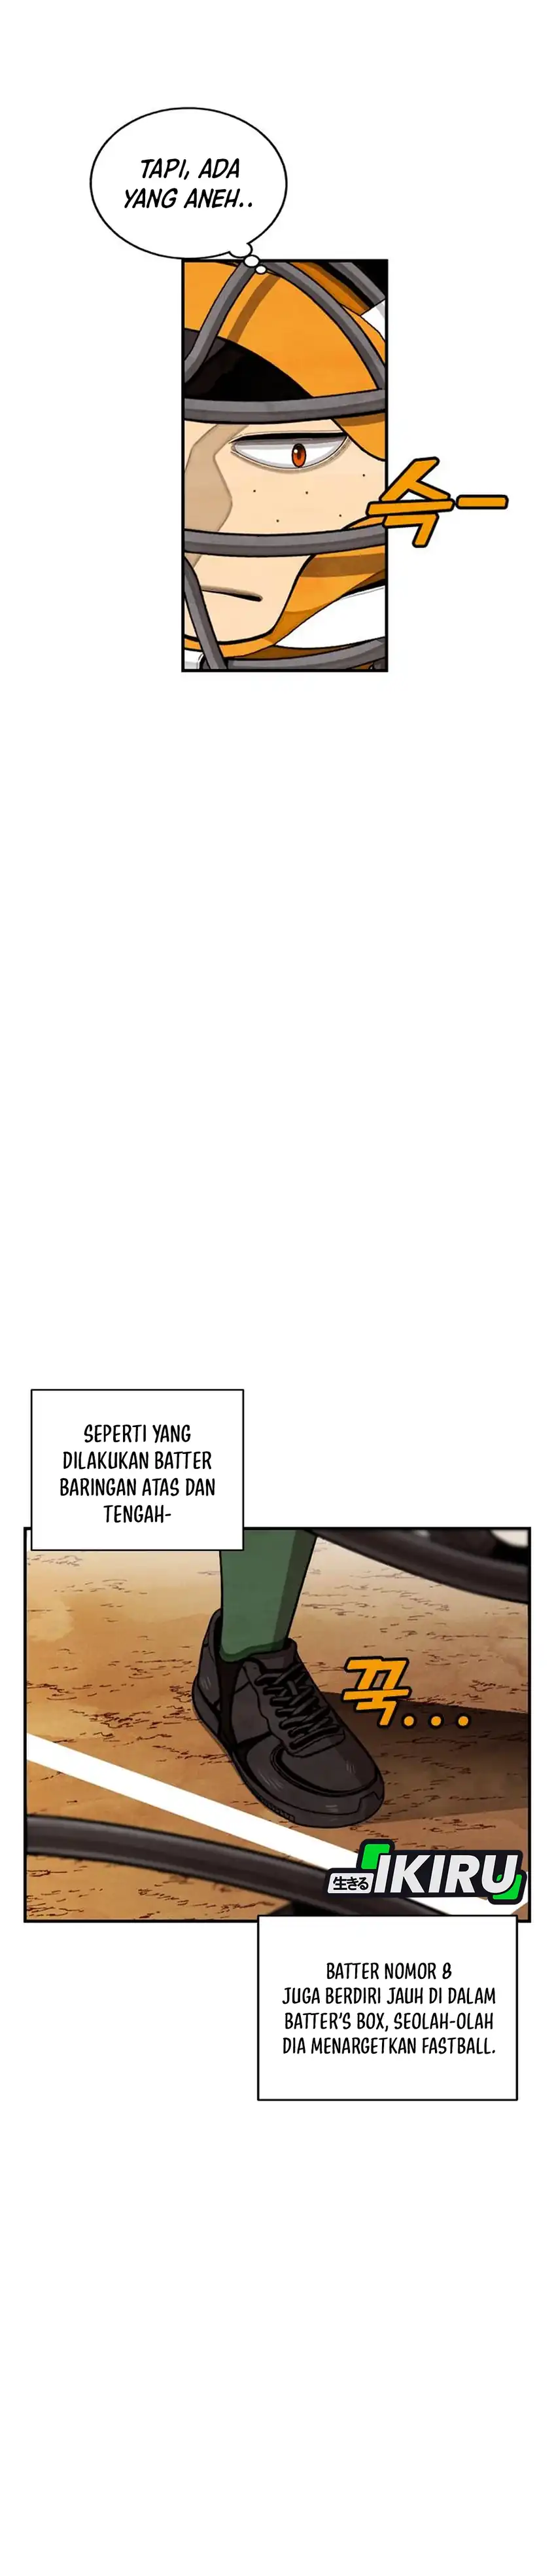 TAPI, ADA
YANG ANEH..
슥-
SEPERTI YANG
DILAKUKAN BATTER
BARINGAN ATAS DAN
TENGAH-
꾹...
生きる IKIRU
BATTER NOMOR 8
JUGA BERDIRI JAUH DI DALAM
BATTER'S BOX, SEOLAH-OLAH
DIA MENARGETKAN FASTBALL.